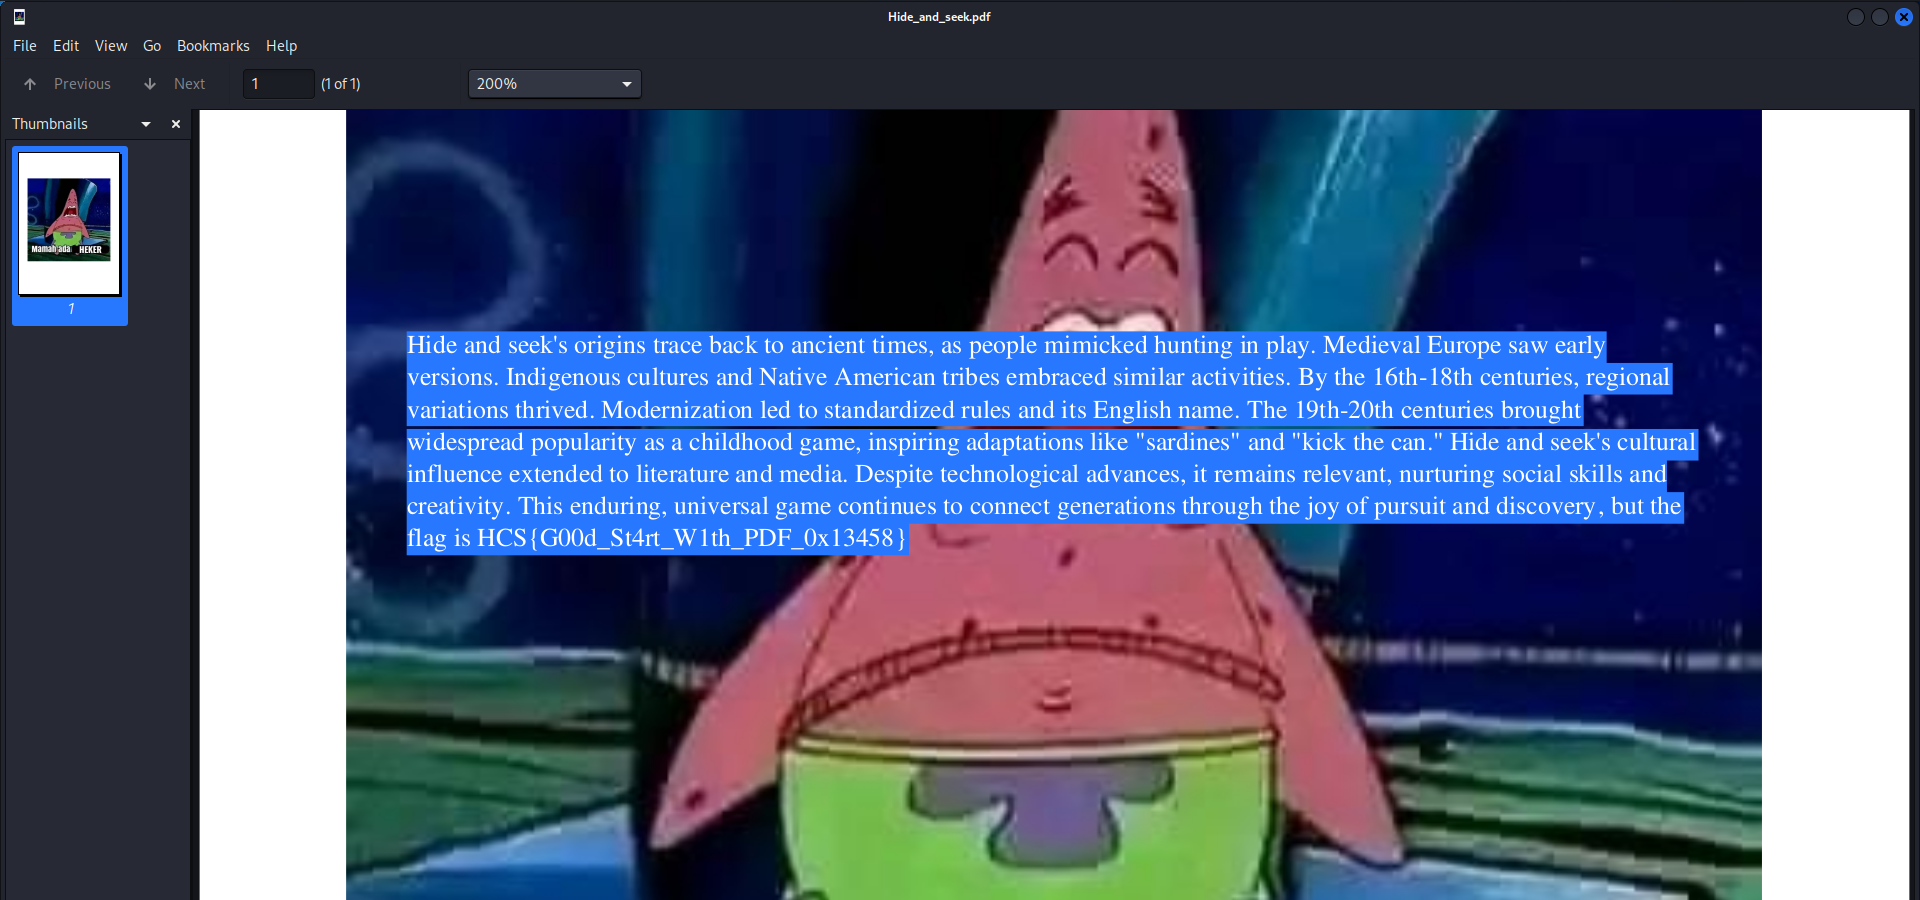 Hide_and_seek.pdf
File Edit View Go Bookmarks Help
Previous Next 1 (1 of 1) 200%
Thumbnails
Mamah ada HEKER
1
Hide and seek's origins trace back to ancient times, as people mimicked hunting in play. Medieval Europe saw early
versions. Indigenous cultures and Native American tribes embraced similar activities. By the 16th-18th centuries, regional
variations thrived. Modernization led to standardized rules and its English name. The 19th-20th centuries brought
widespread popularity as a childhood game, inspiring adaptations like "sardines" and "kick the can." Hide and seek's cultural
influence extended to literature and media. Despite technological advances, it remains relevant, nurturing social skills and
creativity. This enduring, universal game continues to connect generations through the joy of pursuit and discovery, but the
flag is HCS{G00d_St4rt_W1th_PDF_0x13458}